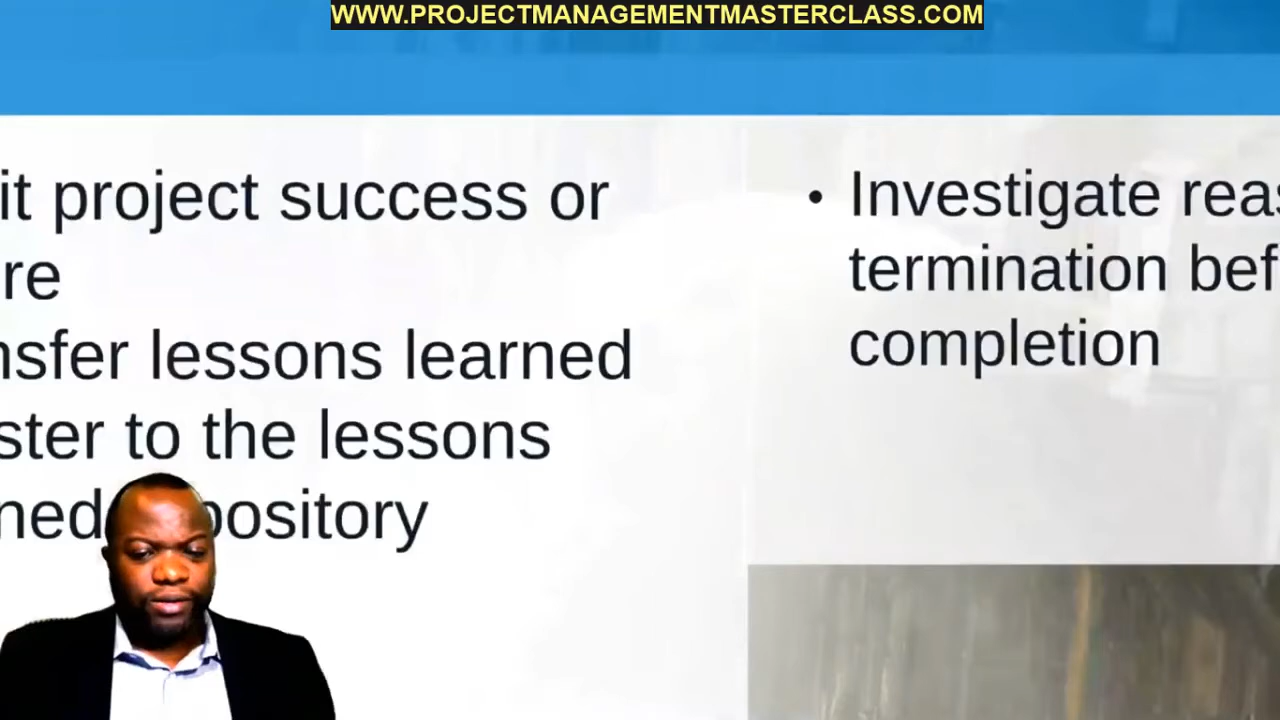 WWW.PROJECTMANAGEMENTMASTERCLASS.COM
it project success or
re
nsfer lessons learned
ster to the lessons
ned pository
• Investigate reas
termination bef
completion